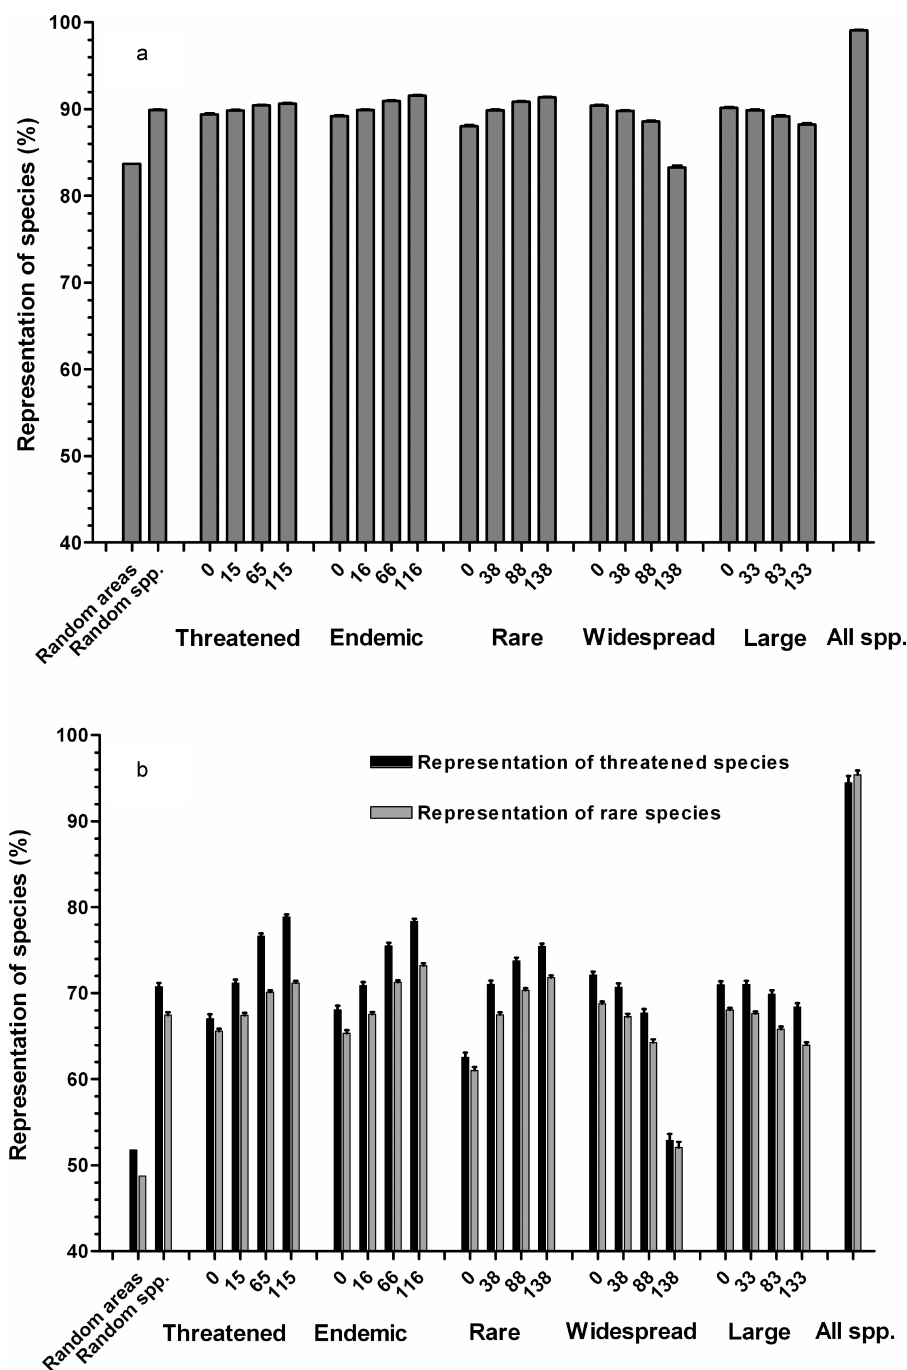 a
Representation of species (%)
100
90
80
70
60
50
40
Random areas
Random spp.
0 15 65 115
0 16 66 116
0 38 88 138
0 38 88 138
0 33 83 133
Threatened Endemic Rare Widespread Large All spp.
b
Representation of threatened species
Representation of rare species
Representation of species (%)
100
90
80
70
60
50
40
Random areas
Random spp.
0 15 65 115
0 16 66 116
0 38 88 138
0 38 88 138
0 33 83 133
Threatened Endemic Rare Widespread Large All spp.